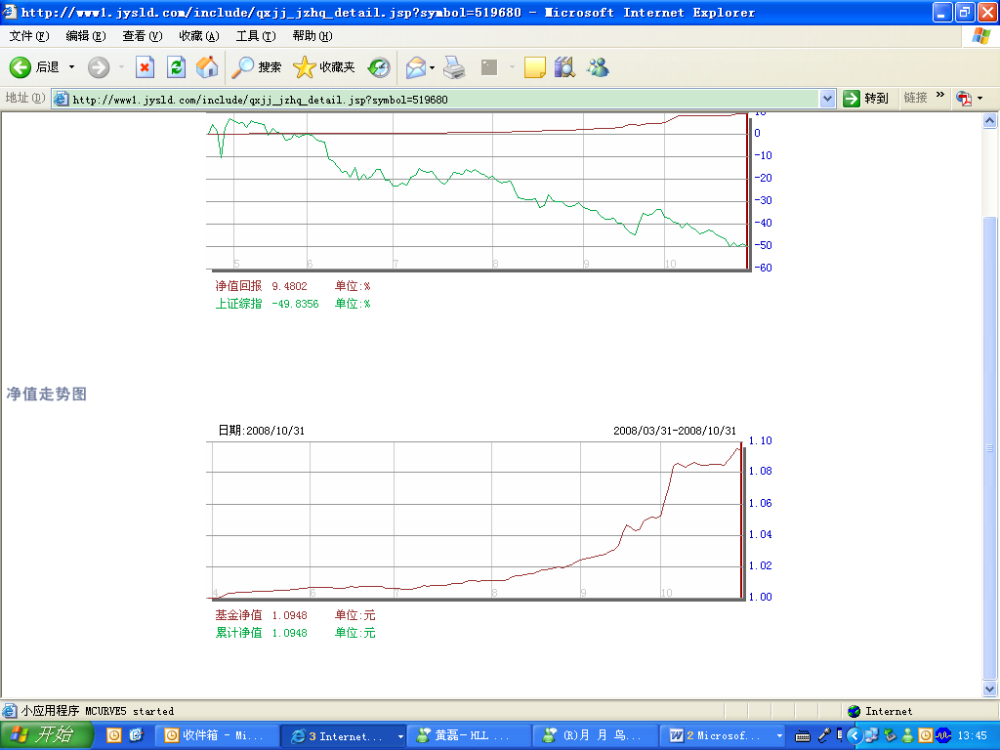 http://www1.jysld.com/include/qxjj_jzhq_detail.jsp?symbol=519680 - Microsoft Internet Explorer
文件(F) 编辑(E) 查看(V) 收藏(A) 工具(T) 帮助(H)
后退 搜索 收藏夹
地址(D) http://www1.jysld.com/include/qxjj_jzhq_detail.jsp?symbol=519680 转到 链接 »
10
0
-10
-20
-30
-40
-50
-60
5 6 7 8 9 10
净值回报 9.4802 单位:%
上证综指 -49.8356 单位:%
净值走势图
日期:2008/10/31 2008/03/31-2008/10/31
1.10
1.08
1.06
1.04
1.02
1.00
4 6 7 8 9 10
基金净值 1.0948 单位:元
累计净值 1.0948 单位:元
小应用程序 MCURVE5 started Internet
开始 收件箱 - Mi... 3 Internet... 黄磊－HLL ... (R)月 月 鸟... 2 Microsof... 13:45